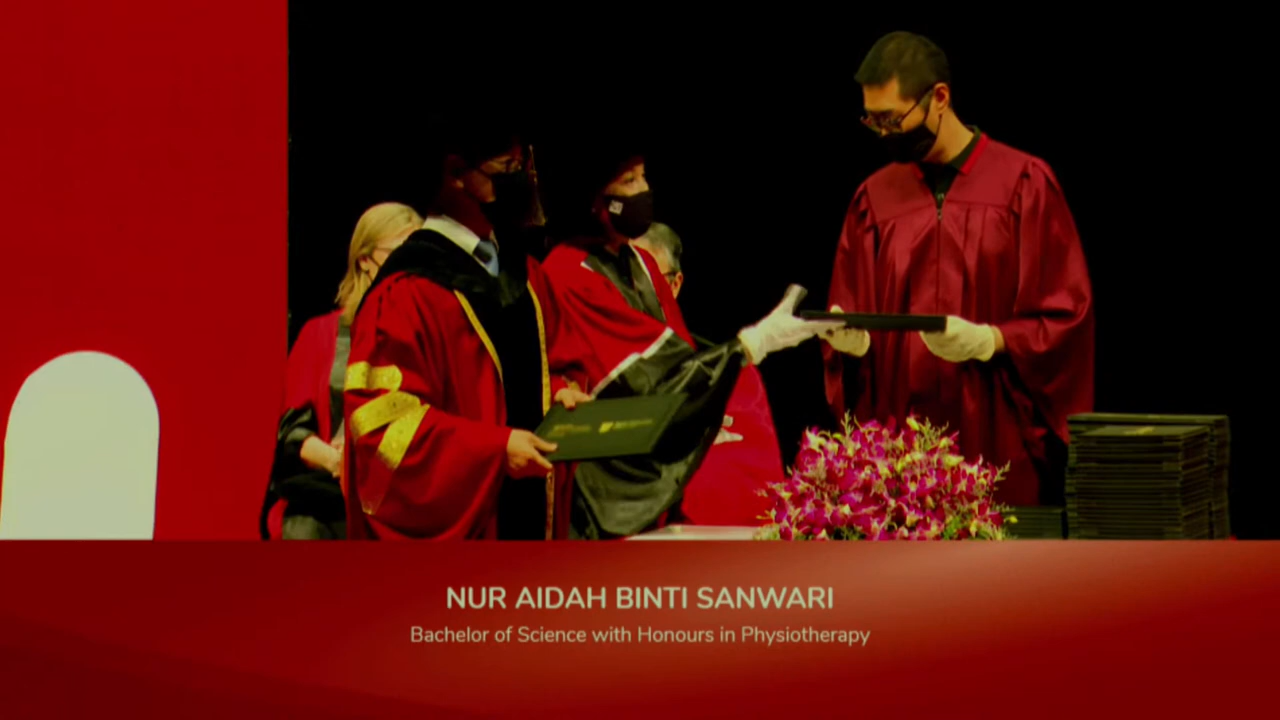 NUR AIDAH BINTI SANWARI
Bachelor of Science with Honours in Physiotherapy